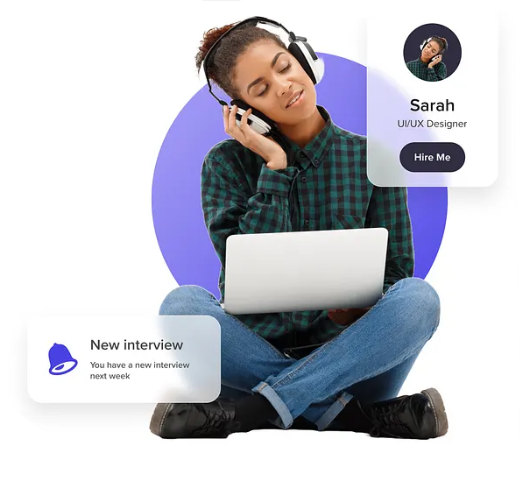 Sarah
UI/UX Designer
Hire Me
New interview
You have a new interview
next week